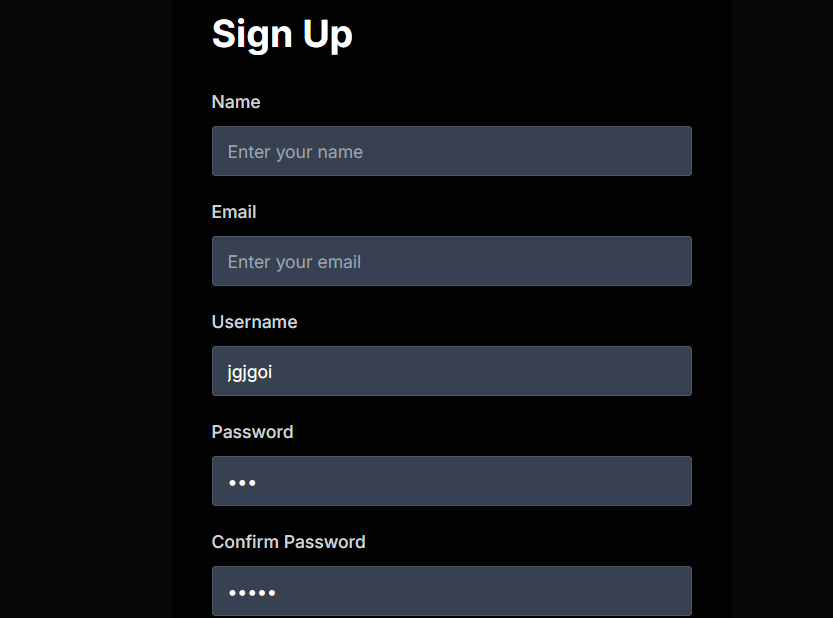 Sign Up
Name
Enter your name
Email
Enter your email
Username
jgjgoi
Password
•••
Confirm Password
•••••